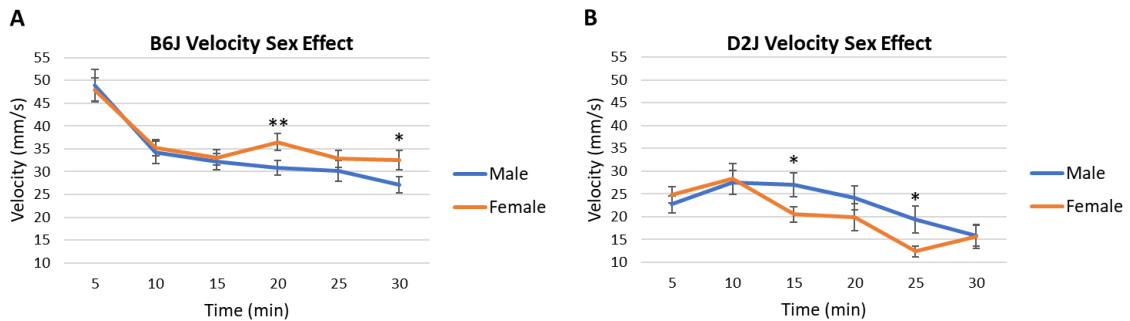 A
B6J Velocity Sex Effect
Velocity (mm/s)
55
50
45
40
35
30
25
20
15
10
**
*
5 10 15 20 25 30
Time (min)
Male
Female
B
D2J Velocity Sex Effect
Velocity (mm/s)
55
50
45
40
35
30
25
20
15
10
*
*
5 10 15 20 25 30
Time (min)
Male
Female